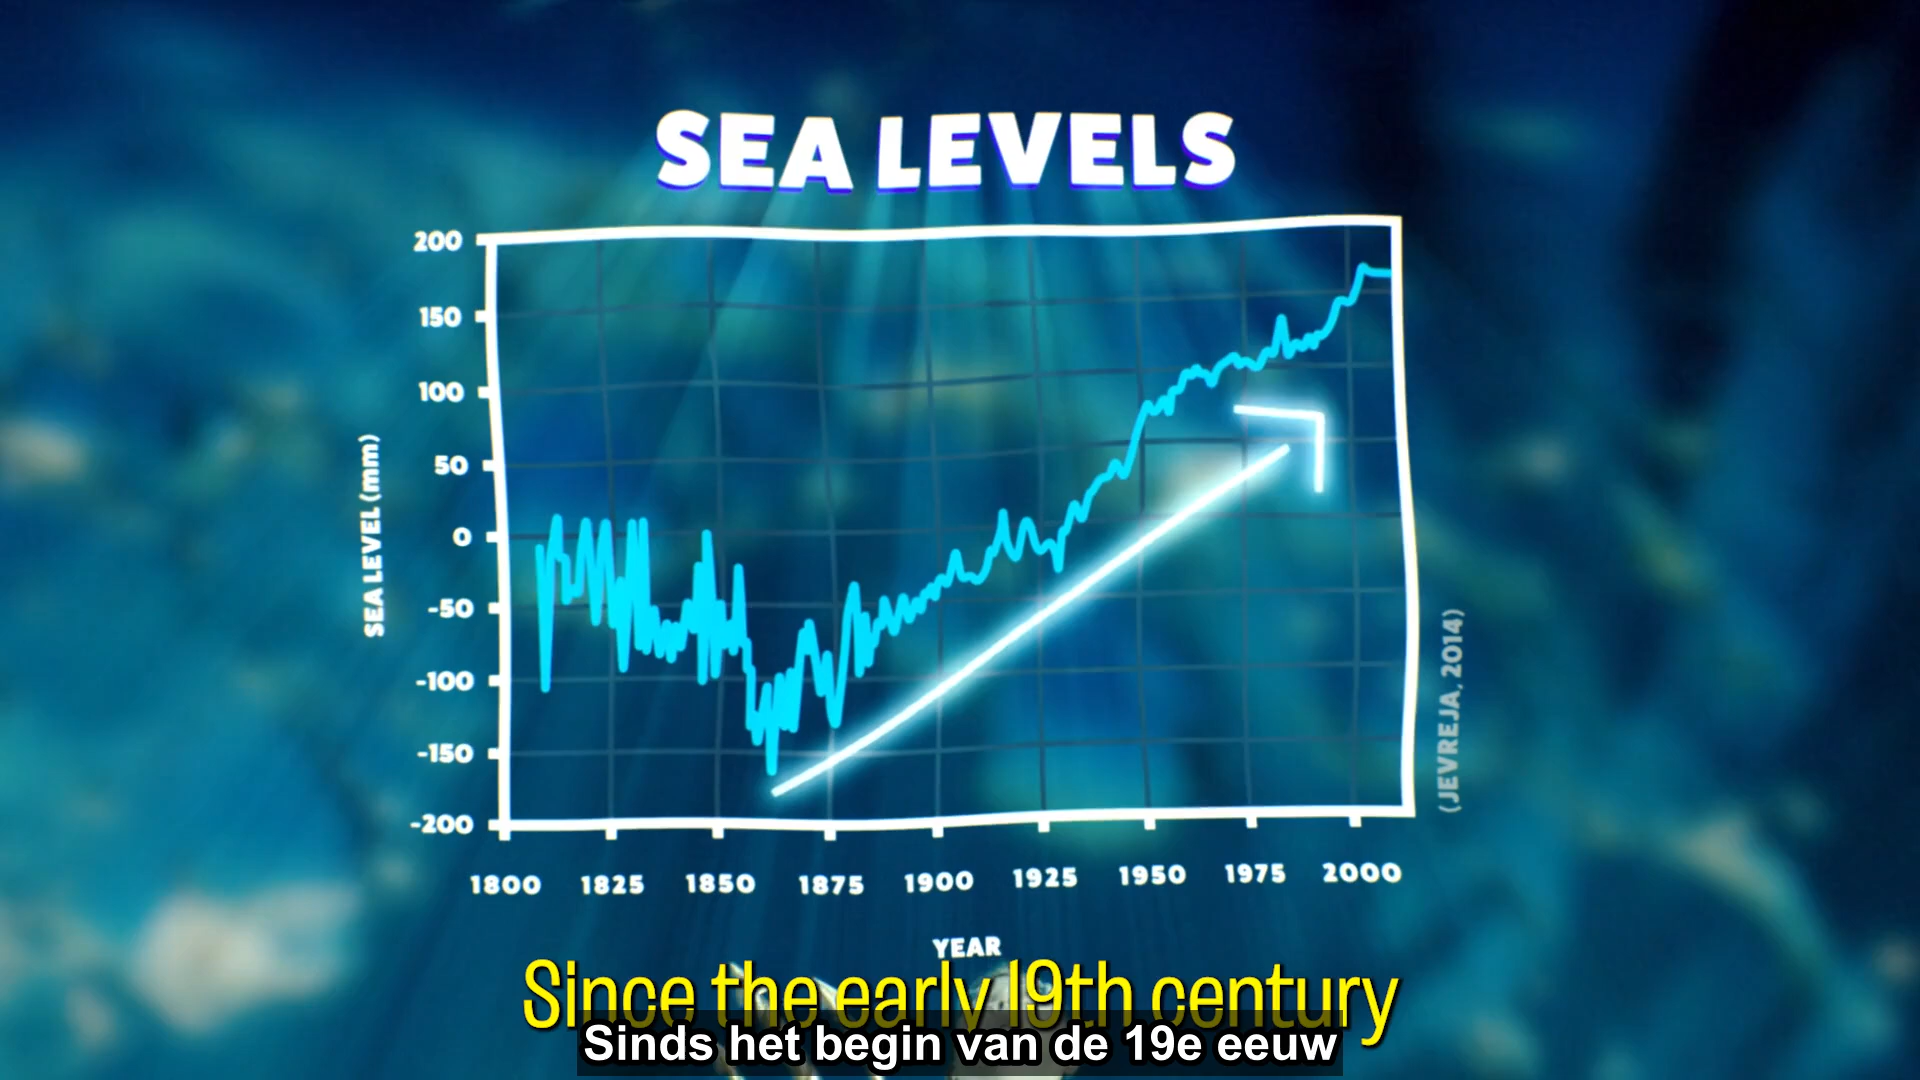 SEA LEVELS
200
150
100
50
0
-50
-100
-150
-200
SEA LEVEL (mm)
1800 1825 1850 1875 1900 1925 1950 1975 2000
YEAR
(JEVREJA, 2014)
Since the early 19th century
Sinds het begin van de 19e eeuw